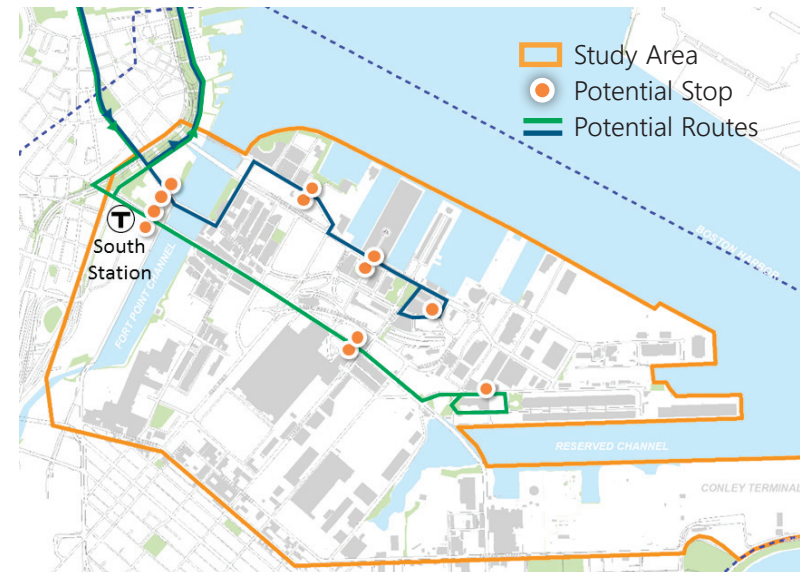 Study Area
Potential Stop
Potential Routes
T
South
Station
FORT POINT CHANNEL
BOSTON HARBOR
RESERVED CHANNEL
CONLEY TERMINAL